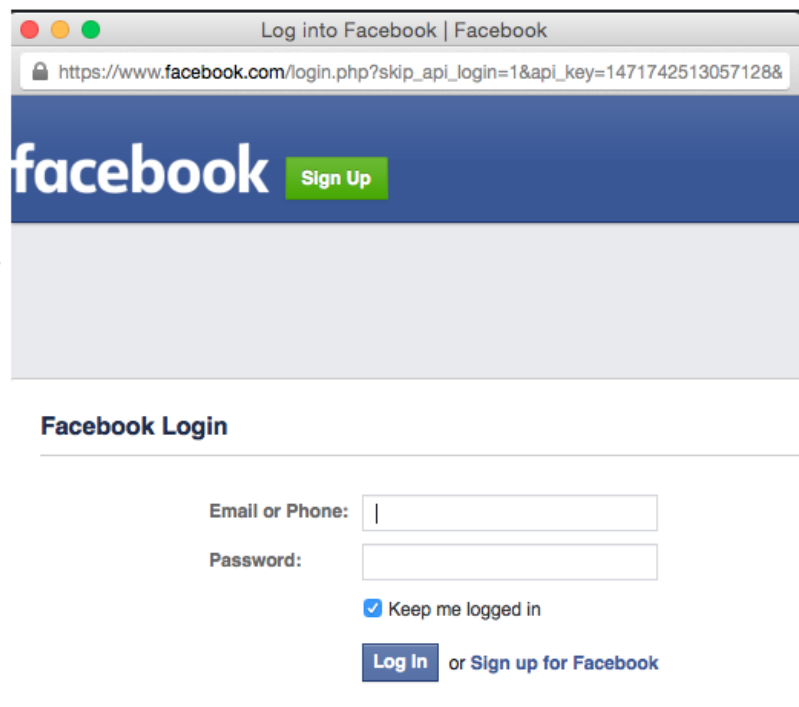 Log into Facebook | Facebook
https://www.facebook.com/login.php?skip_api_login=1&api_key=1471742513057128&
facebook Sign Up
Facebook Login
Email or Phone:
Password:
Keep me logged in
Log In or Sign up for Facebook